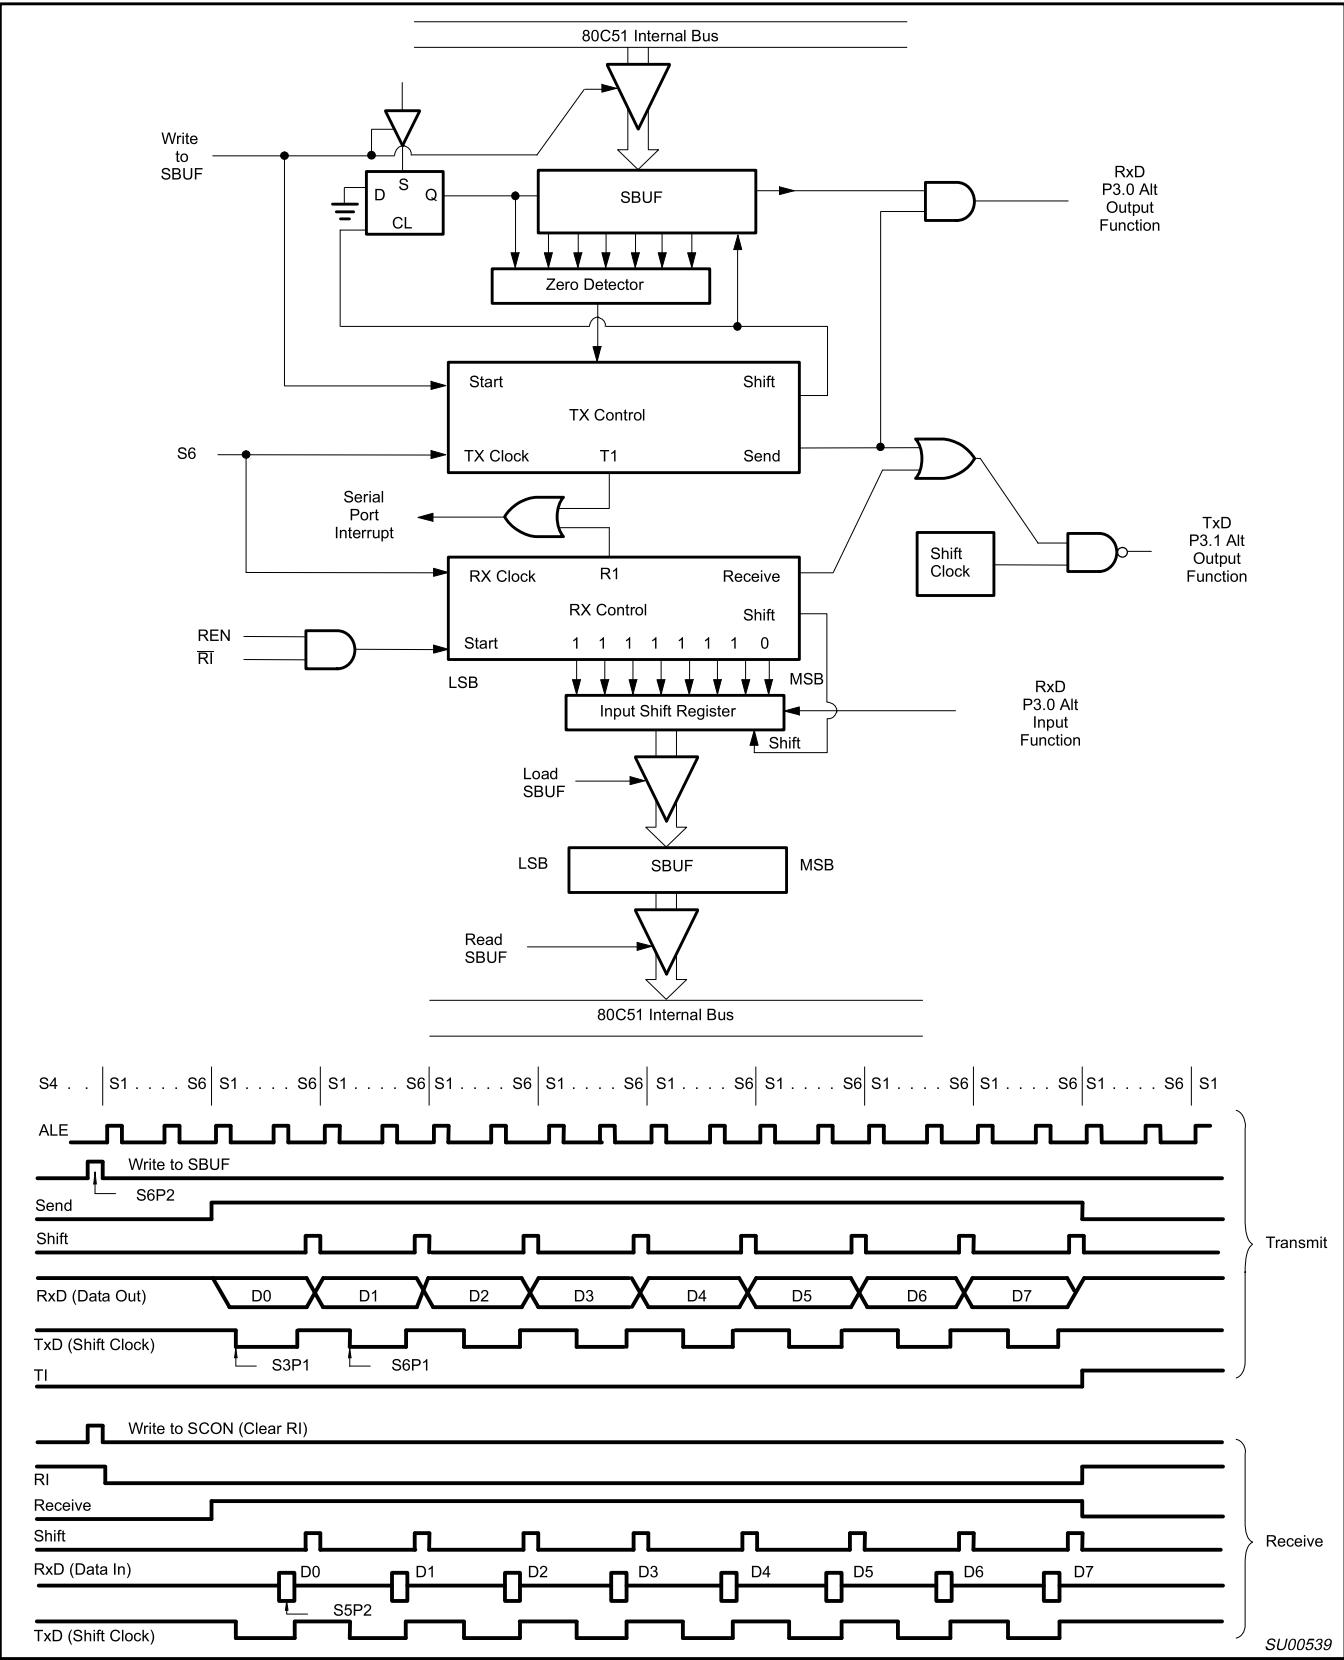 80C51 Internal Bus
Write
to
SBUF
S
D
Q
CL
SBUF
RxD
P3.0 Alt
Output
Function
Zero Detector
Start
Shift
TX Control
S6
TX Clock
T1
Send
Serial
Port
Interrupt
Shift
Clock
TxD
P3.1 Alt
Output
Function
RX Clock
R1
Receive
RX Control
Shift
REN
RI
Start
1 1 1 1 1 1 1 0
LSB
MSB
Input Shift Register
RxD
P3.0 Alt
Input
Function
Shift
Load
SBUF
LSB
SBUF
MSB
Read
SBUF
80C51 Internal Bus
S4 . . S1 . . . . S6 S1 . . . . S6 S1 . . . . S6 S1 . . . . S6 S1 . . . . S6 S1 . . . . S6 S1 . . . . S6 S1 . . . . S6 S1 . . . . S6 S1 . . . . S6 S1
ALE
Write to SBUF
S6P2
Send
Shift
Transmit
RxD (Data Out)
D0 D1 D2 D3 D4 D5 D6 D7
TxD (Shift Clock)
S3P1
S6P1
TI
Write to SCON (Clear RI)
RI
Receive
Shift
Receive
RxD (Data In)
D0 D1 D2 D3 D4 D5 D6 D7
S5P2
TxD (Shift Clock)
SU00539